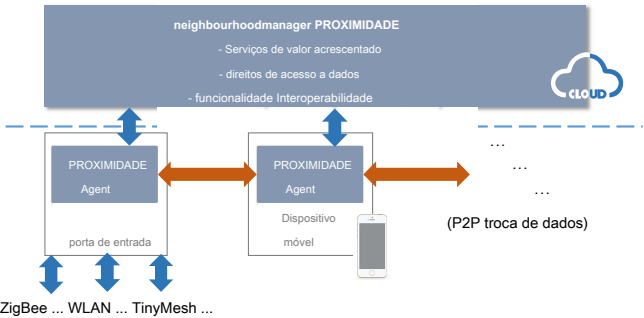 neighbourhoodmanager PROXIMIDADE
- Serviços de valor acrescentado
- direitos de acesso a dados
- funcionalidade Interoperabilidade
CLOUD
PROXIMIDADE
Agent
porta de entrada
PROXIMIDADE
Agent
Dispositivo
móvel
...
...
...
(P2P troca de dados)
ZigBee ... WLAN ... TinyMesh ...